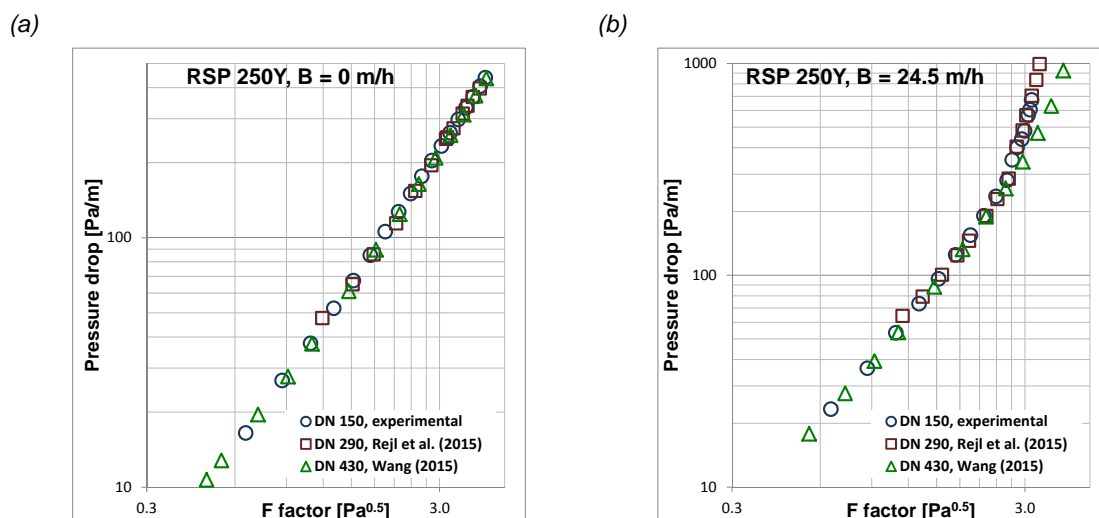 (a)
RSP 250Y, B = 0 m/h
Pressure drop [Pa/m]
100
10
DN 150, experimental
DN 290, Rejl et al. (2015)
DN 430, Wang (2015)
0.3
3.0
F factor [Pa0.5]
(b)
RSP 250Y, B = 24.5 m/h
Pressure drop [Pa/m]
1000
100
10
DN 150, experimental
DN 290, Rejl et al. (2015)
DN 430, Wang (2015)
0.3
3.0
F factor [Pa0.5]